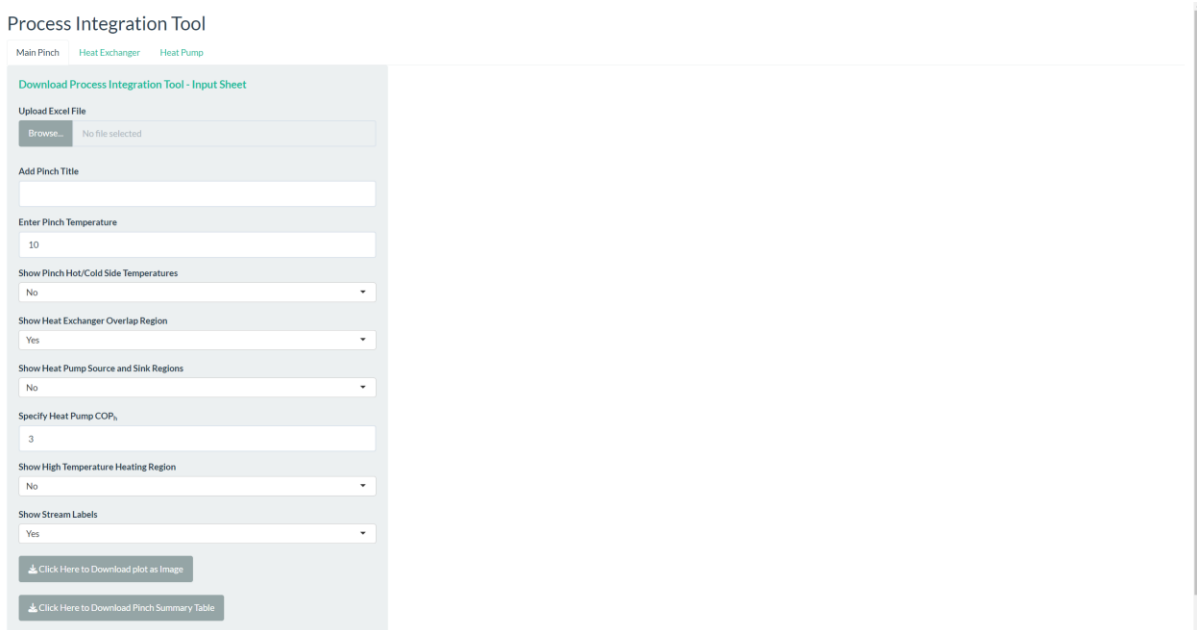 Process Integration Tool
Main Pinch Heat Exchanger Heat Pump
Download Process Integration Tool - Input Sheet
Upload Excel File
Browse... No file selected
Add Pinch Title
Enter Pinch Temperature
10
Show Pinch Hot/Cold Side Temperatures
No
Show Heat Exchanger Overlap Region
Yes
Show Heat Pump Source and Sink Regions
No
Specify Heat Pump COPₕ
3
Show High Temperature Heating Region
No
Show Stream Labels
Yes
Click Here to Download plot as Image
Click Here to Download Pinch Summary Table